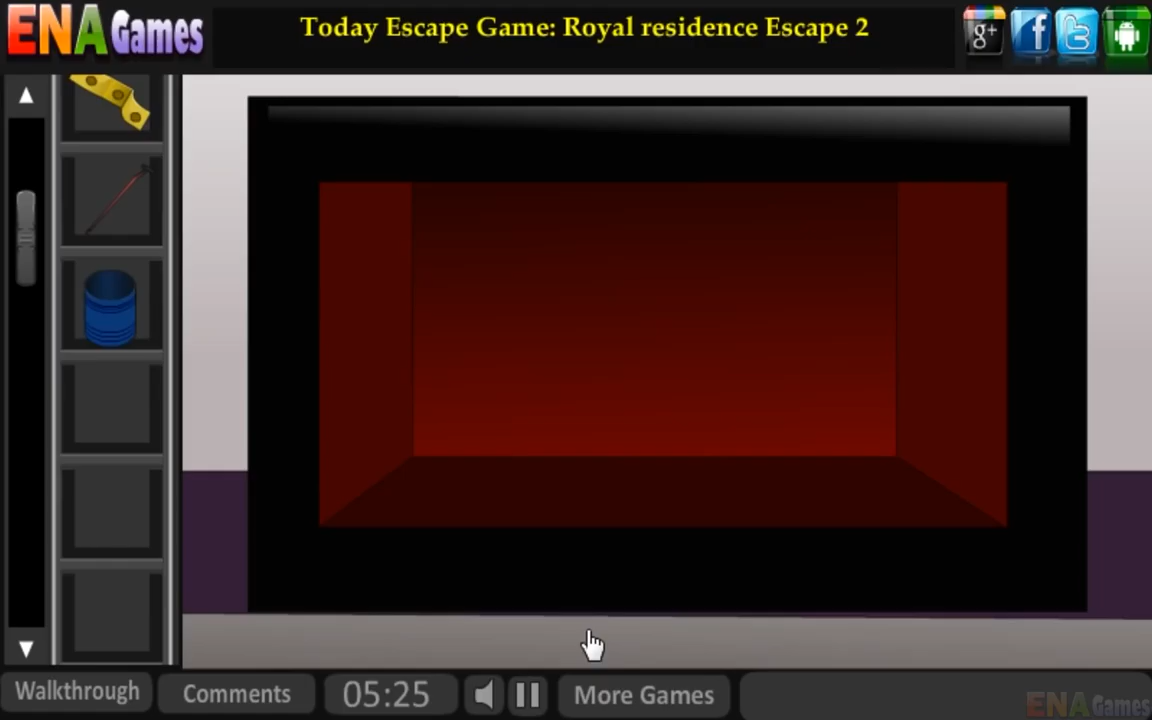 ENA Games
Today Escape Game: Royal residence Escape 2
g+ f t
Walkthrough
Comments
05:25
More Games
ENA Games